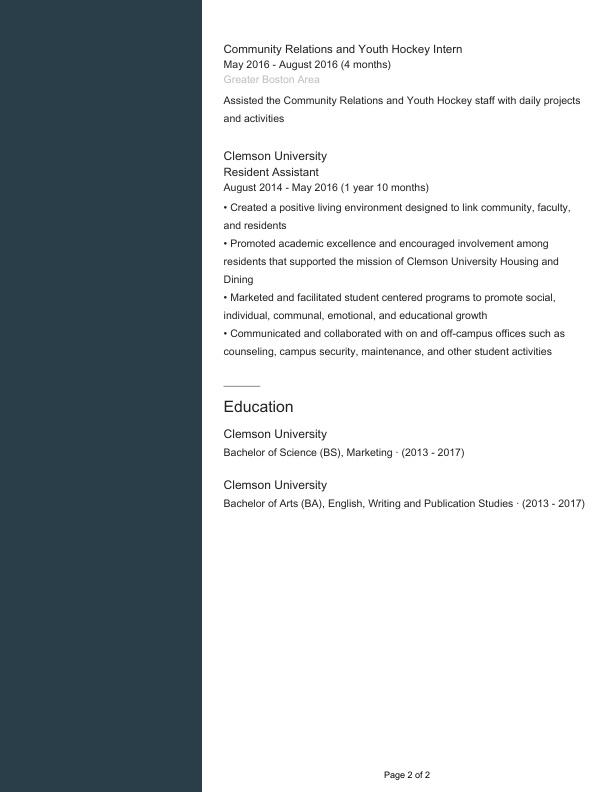 Community Relations and Youth Hockey Intern
May 2016 - August 2016 (4 months)
Greater Boston Area
Assisted the Community Relations and Youth Hockey staff with daily projects
and activities
Clemson University
Resident Assistant
August 2014 - May 2016 (1 year 10 months)
• Created a positive living environment designed to link community, faculty,
and residents
• Promoted academic excellence and encouraged involvement among
residents that supported the mission of Clemson University Housing and
Dining
• Marketed and facilitated student centered programs to promote social,
individual, communal, emotional, and educational growth
• Communicated and collaborated with on and off-campus offices such as
counseling, campus security, maintenance, and other student activities
Education
Clemson University
Bachelor of Science (BS), Marketing · (2013 - 2017)
Clemson University
Bachelor of Arts (BA), English, Writing and Publication Studies · (2013 - 2017)
Page 2 of 2